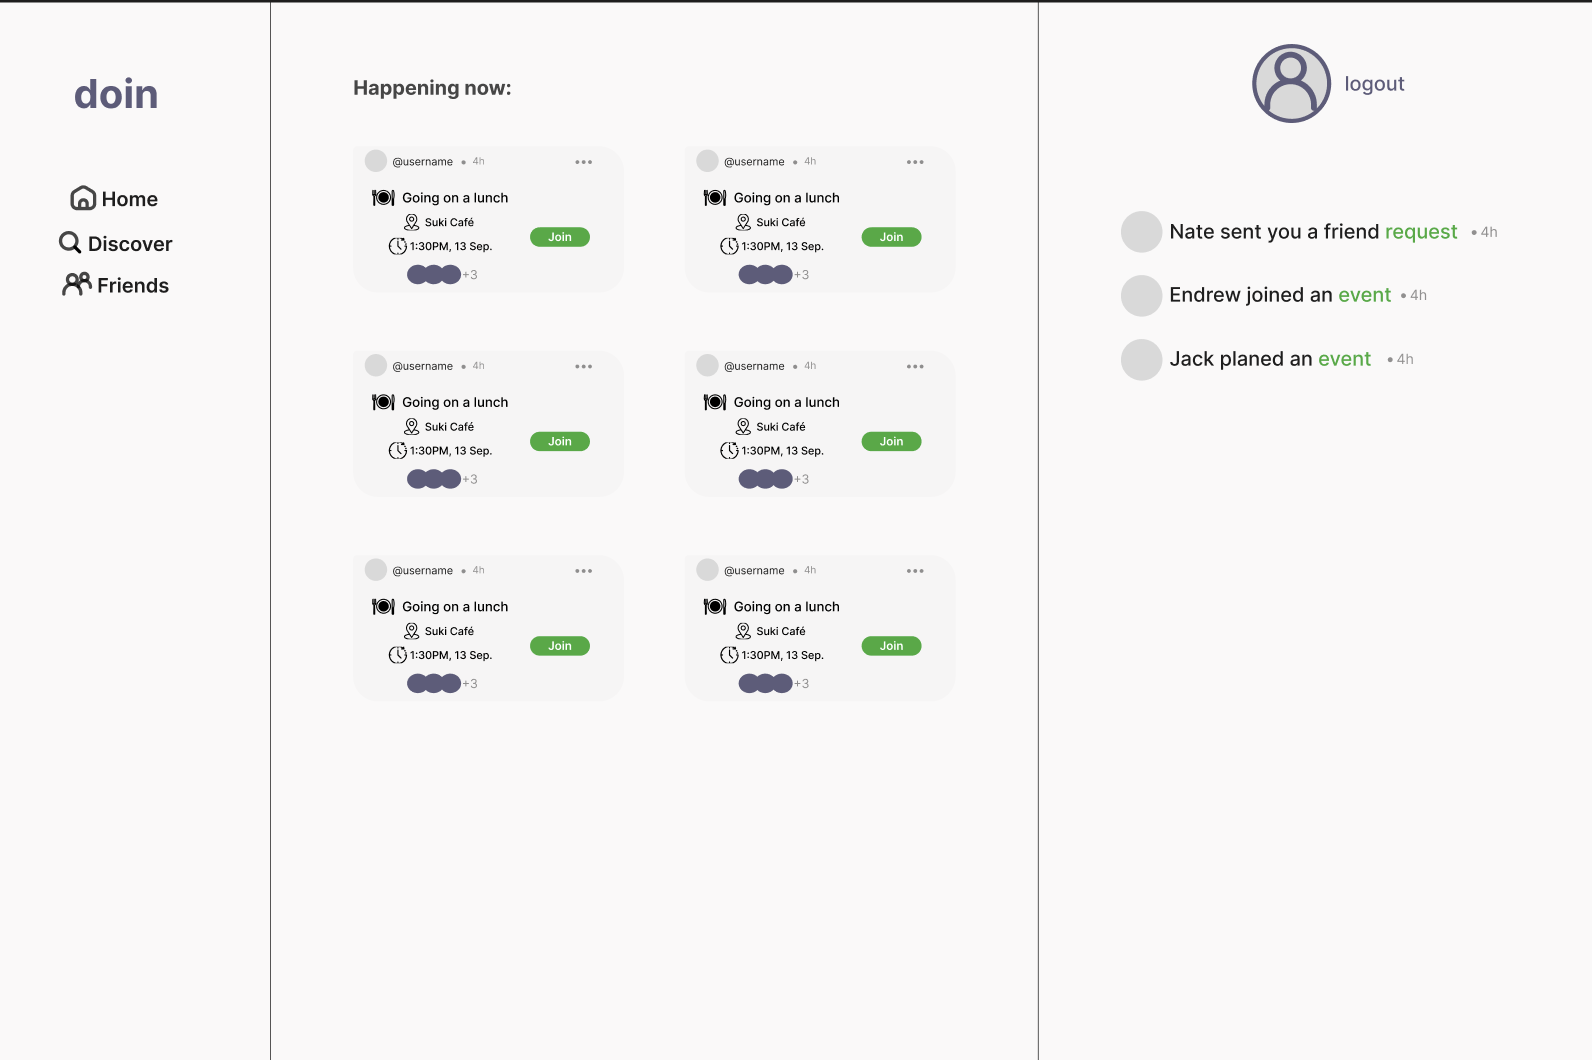 doin
Home
Discover
Friends
Happening now:
@username • 4h •••
Going on a lunch
Suki Café
1:30PM, 13 Sep.
Join
+3
@username • 4h •••
Going on a lunch
Suki Café
1:30PM, 13 Sep.
Join
+3
@username • 4h •••
Going on a lunch
Suki Café
1:30PM, 13 Sep.
Join
+3
@username • 4h •••
Going on a lunch
Suki Café
1:30PM, 13 Sep.
Join
+3
@username • 4h •••
Going on a lunch
Suki Café
1:30PM, 13 Sep.
Join
+3
@username • 4h •••
Going on a lunch
Suki Café
1:30PM, 13 Sep.
Join
+3
logout
Nate sent you a friend request • 4h
Endrew joined an event • 4h
Jack planed an event • 4h